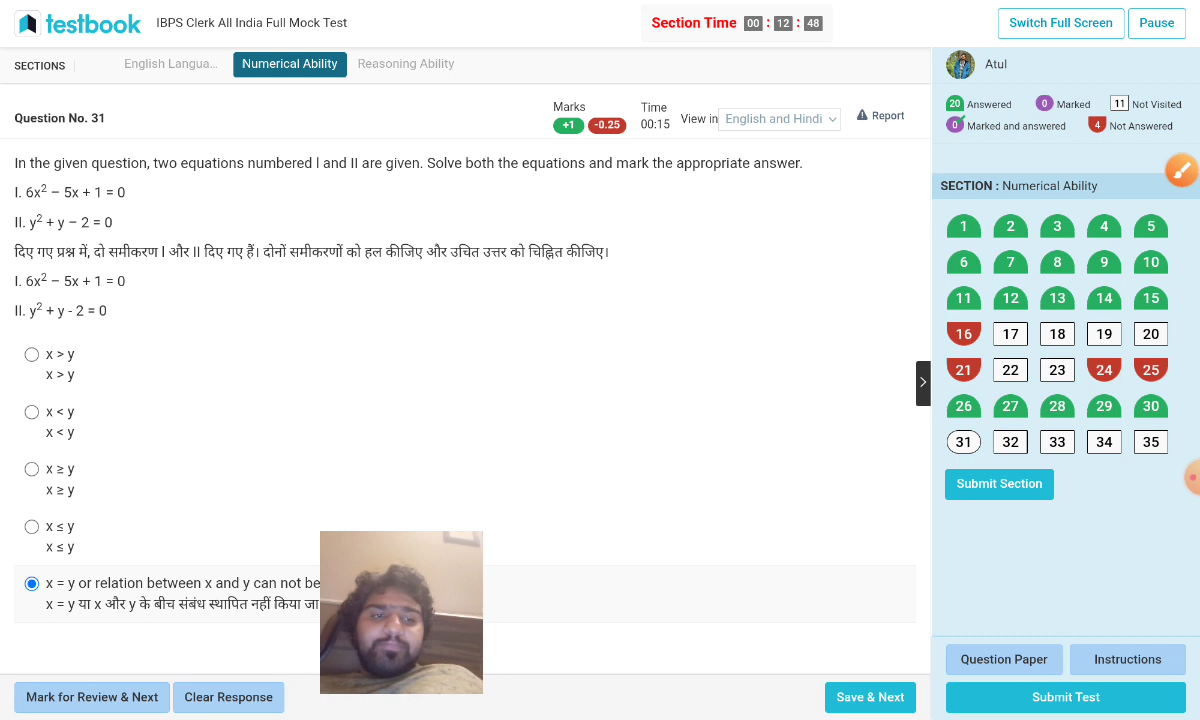 testbook
IBPS Clerk All India Full Mock Test
Section Time 00 : 12 : 48
Switch Full Screen
Pause
SECTIONS
English Langua...
Numerical Ability
Reasoning Ability
Atul
20 Answered
0 Marked
11 Not Visited
0 Marked and answered
4 Not Answered
Question No. 31
Marks
+1 -0.25
Time
00:15
View in English and Hindi
Report
SECTION : Numerical Ability
In the given question, two equations numbered l and II are given. Solve both the equations and mark the appropriate answer.
I. 6x² – 5x + 1 = 0
II. y² + y – 2 = 0
दिए गए प्रश्न में, दो समीकरण I और II दिए गए हैं। दोनों समीकरणों को हल कीजिए और उचित उत्तर को चिह्नित कीजिए।
I. 6x² – 5x + 1 = 0
II. y² + y - 2 = 0
x > y
x > y
x < y
x < y
x ≥ y
x ≥ y
x ≤ y
x ≤ y
x = y or relation between x and y can not be
x = y या x और y के बीच संबंध स्थापित नहीं किया जा
1 2 3 4 5
6 7 8 9 10
11 12 13 14 15
16 17 18 19 20
21 22 23 24 25
26 27 28 29 30
31 32 33 34 35
Submit Section
Question Paper
Instructions
Mark for Review & Next
Clear Response
Save & Next
Submit Test